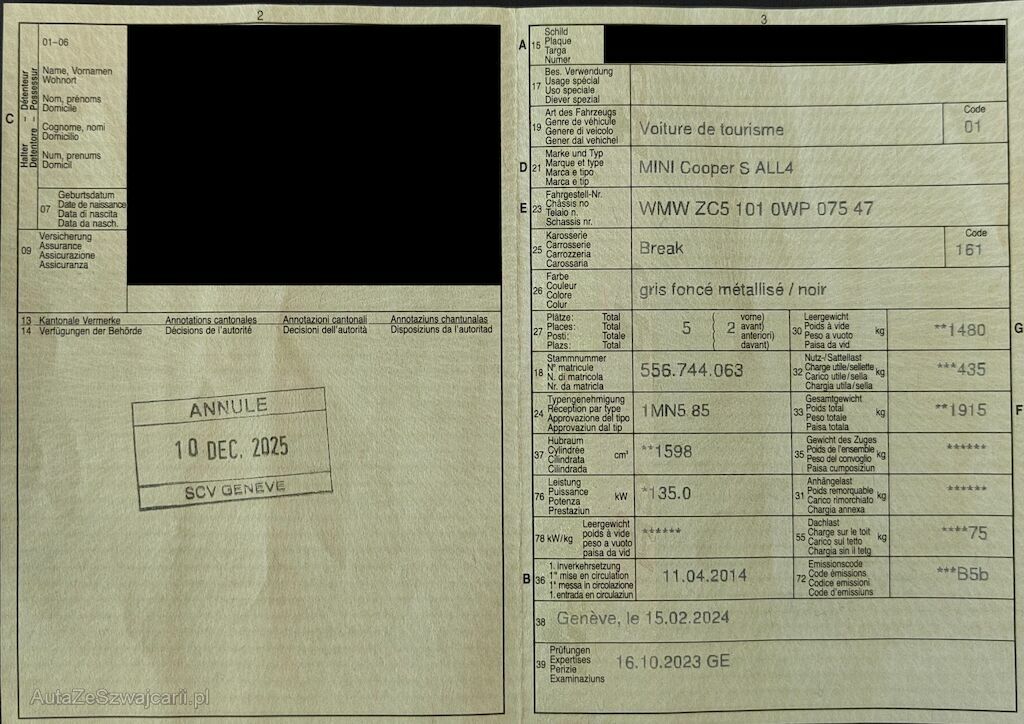 2
01-06
Name, Vornamen
Wohnort
Nom, prénoms
Domicile
Cognome, nomi
Domicilio
Num, prenums
Domicil
C
Halter – Détenteur
Detentore – Possessur
07
Geburtsdatum
Date de naissance
Data di nascita
Data da nasch.
09
Versicherung
Assurance
Assicurazione
Assicuranza
13 Kantonale Vermerke Annotations cantonales Annotazioni cantonali Annotaziuns chantunalas
14 Verfügungen der Behörde Décisions de l'autorité Decisioni dell'autorità Disposiziuns da l'autoritad
ANNULE
10 DEC. 2025
SCV GENEVE
AutaZeSzwajcarii.pl
3
A 15
Schild
Plaque
Targa
Numer
17
Bes. Verwendung
Usage spécial
Uso speciale
Diever spezial
19
Art des Fahrzeugs
Genre de véhicule
Genere di veicolo
Gener dal vehichel
Voiture de tourisme
Code
01
D 21
Marke und Typ
Marque et type
Marca e tipo
Marca e tip
MINI Cooper S ALL4
E 23
Fahrgestell-Nr.
Châssis no
Telaio n.
Schassis nr.
WMW ZC5 101 0WP 075 47
25
Karosserie
Carrosserie
Carrozzeria
Carossaria
Break
Code
161
26
Farbe
Couleur
Colore
Colur
gris foncé métallisé / noir
27
Plätze: Total
Places: Total
Posti: Totale
Plazs: Total
5 ( 2
vorne)
avant)
anteriori)
davant)
30
Leergewicht
Poids à vide
Peso a vuoto
Paisa da vid
kg
**1480
G
18
Stammnummer
N° matricule
N. di matricola
Nr. da matricla
556.744.063
32
Nutz-/Sattellast
Charge utile/sellette
Carico utile/sella
Chargia utila/sella
kg
***435
24
Typengenehmigung
Réception par type
Approvazione del tipo
Approvaziun dal tip
1MN5 85
33
Gesamtgewicht
Poids total
Peso totale
Paisa totala
kg
**1915
F
37
Hubraum
Cylindrée
Cilindrata
Cilindrada
cm³
**1598
35
Gewicht des Zuges
Poids de l'ensemble
Peso del convoglio
Paisa cumposiziun
kg
******
76
Leistung
Puissance
Potenza
Prestaziun
kW
*135.0
31
Anhängelast
Poids remorquable
Carico rimorchiato
Chargia annexa
kg
******
78 kW/kg
Leergewicht
poids à vide
peso a vuoto
paisa da vid
******
55
Dachlast
Charge sur le toit
Carico sul tetto
Chargia sin il tetg
kg
****75
B 36
1. Inverkehrsetzung
1re mise en circulation
1a messa in circolazione
1. entrada en circulaziun
11.04.2014
72
Emissionscode
Code émissions
Codice emissioni
Code d'emissiuns
***B5b
38
Genève, le 15.02.2024
39
Prüfungen
Expertises
Perizie
Examinaziuns
16.10.2023 GE